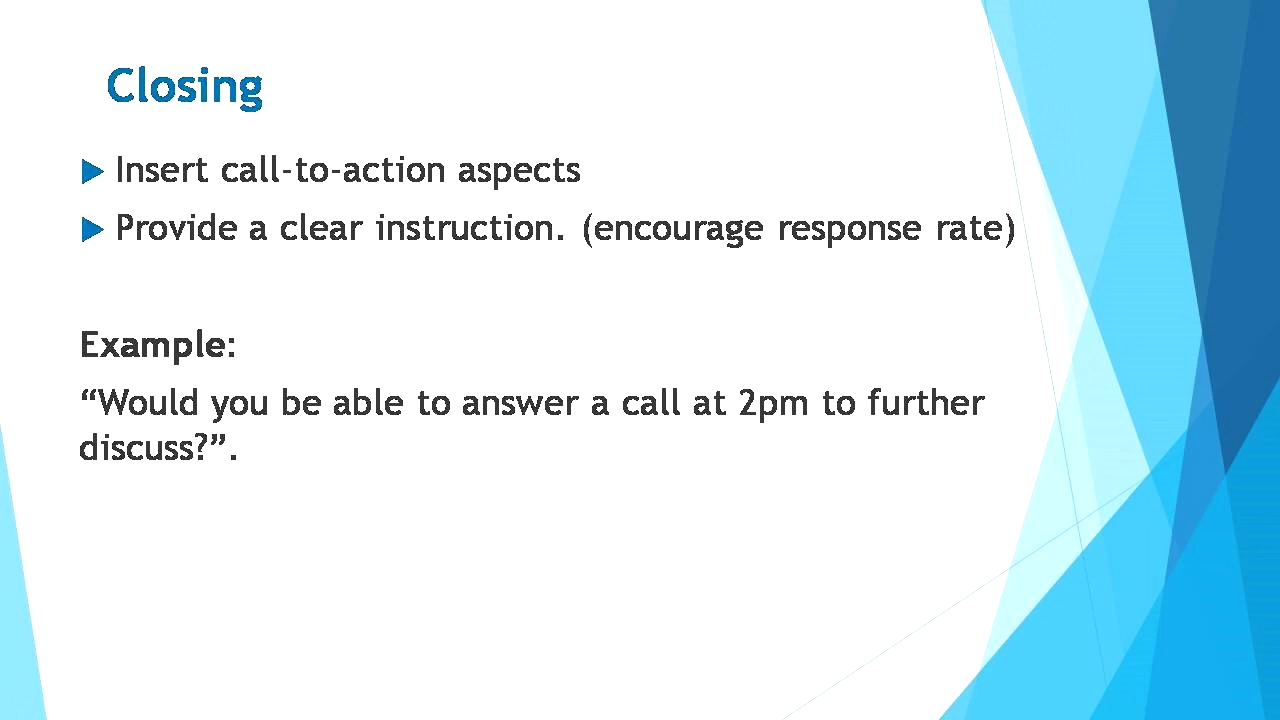 Closing
Insert call-to-action aspects
Provide a clear instruction. (encourage response rate)
Example:
“Would you be able to answer a call at 2pm to further
discuss?”.